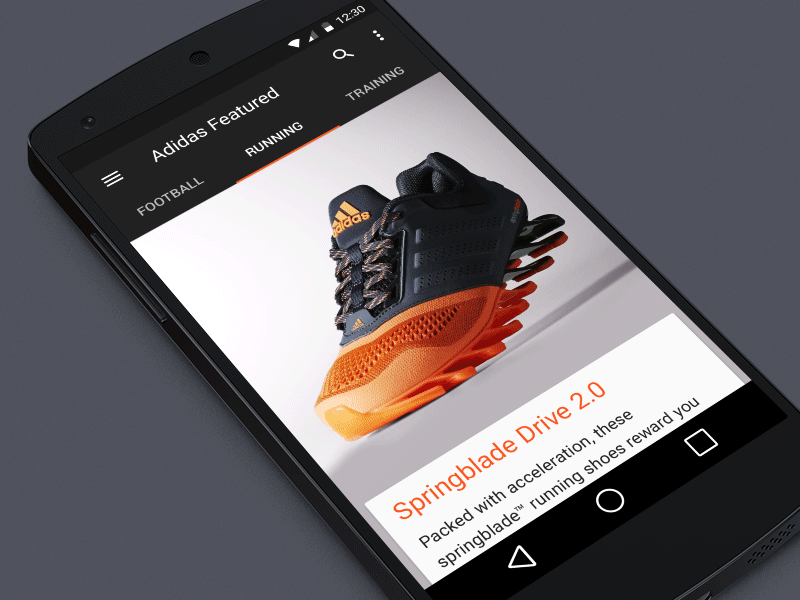 12:30
Adidas Featured
FOOTBALL
RUNNING
TRAINING
adidas
Springblade Drive 2.0
Packed with acceleration, these
springblade™ running shoes reward you